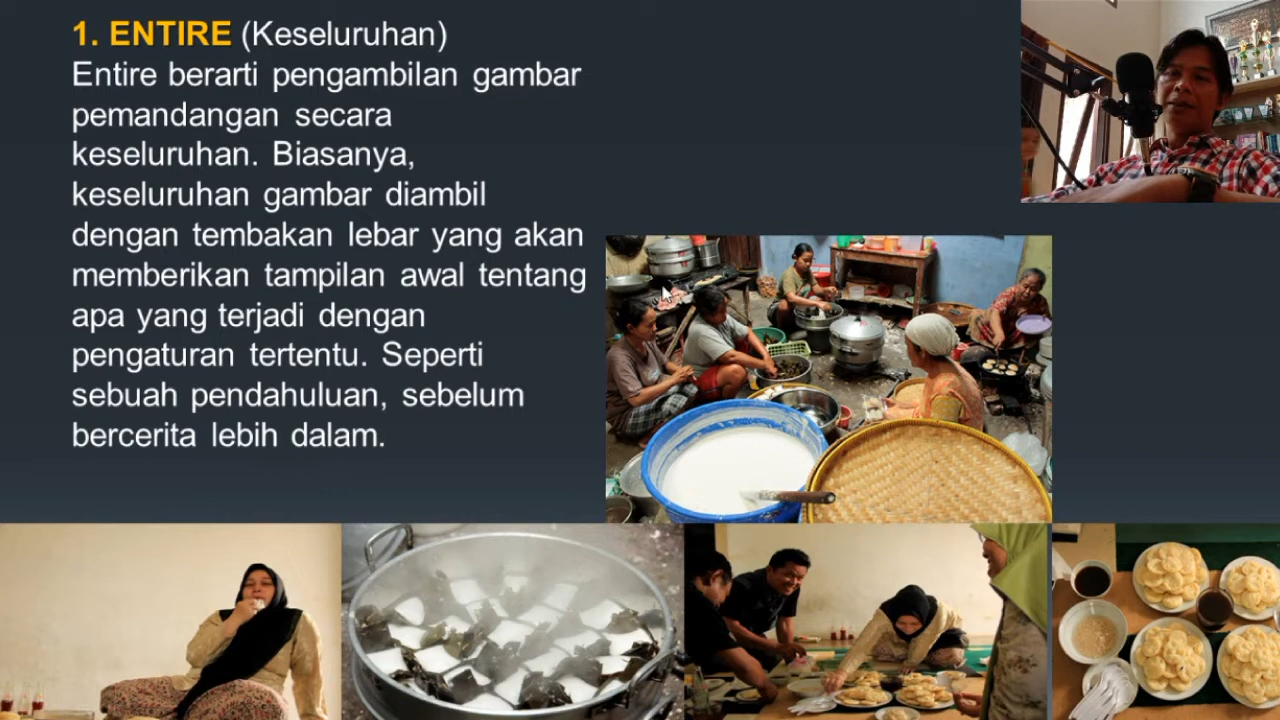 1. ENTIRE (Keseluruhan)
Entire berarti pengambilan gambar
pemandangan secara
keseluruhan. Biasanya,
keseluruhan gambar diambil
dengan tembakan lebar yang akan
memberikan tampilan awal tentang
apa yang terjadi dengan
pengaturan tertentu. Seperti
sebuah pendahuluan, sebelum
bercerita lebih dalam.